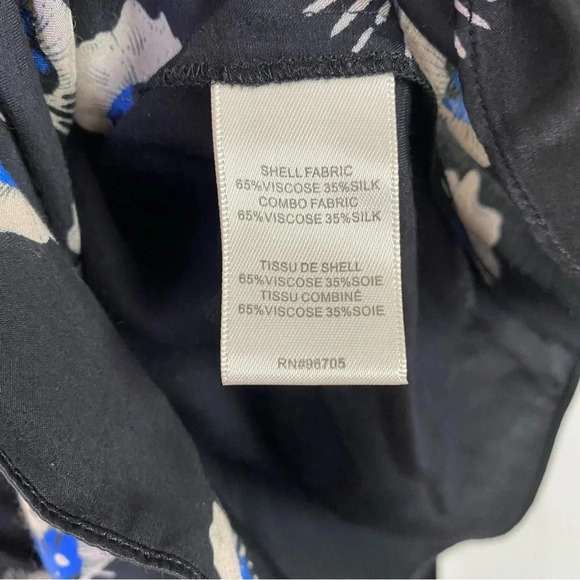 SHELL FABRIC
65%VISCOSE 35%SILK
COMBO FABRIC
65%VISCOSE 35%SILK
TISSU DE SHELL
65%VISCOSE 35%SOIE
TISSU COMBINÉ
65%VISCOSE 35%SOIE
RN#96705